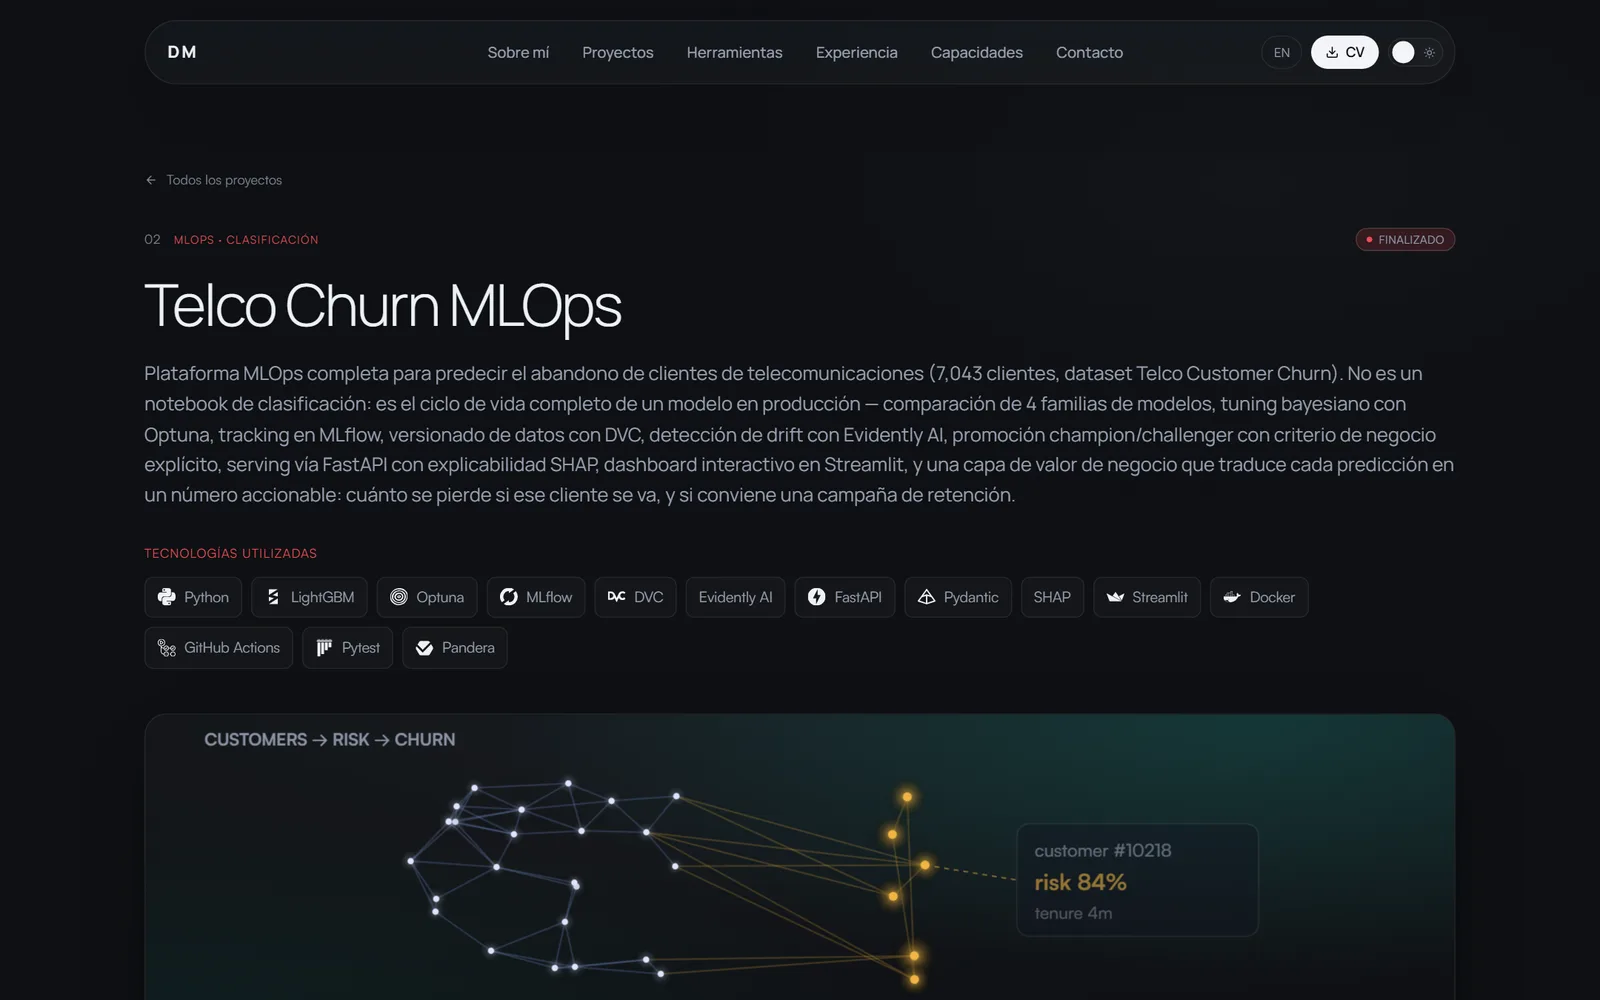 DM
Sobre mí
Proyectos
Herramientas
Experiencia
Capacidades
Contacto
EN
CV
← Todos los proyectos
02 MLOPS · CLASIFICACIÓN
FINALIZADO
Telco Churn MLOps
Plataforma MLOps completa para predecir el abandono de clientes de telecomunicaciones (7,043 clientes, dataset Telco Customer Churn). No es un
notebook de clasificación: es el ciclo de vida completo de un modelo en producción — comparación de 4 familias de modelos, tuning bayesiano con
Optuna, tracking en MLflow, versionado de datos con DVC, detección de drift con Evidently AI, promoción champion/challenger con criterio de negocio
explícito, serving vía FastAPI con explicabilidad SHAP, dashboard interactivo en Streamlit, y una capa de valor de negocio que traduce cada predicción en
un número accionable: cuánto se pierde si ese cliente se va, y si conviene una campaña de retención.
TECNOLOGÍAS UTILIZADAS
Python
LightGBM
Optuna
MLflow
DVC DVC
Evidently AI
FastAPI
Pydantic
SHAP
Streamlit
Docker
GitHub Actions
Pytest
Pandera
CUSTOMERS → RISK → CHURN
customer #10218
risk 84%
tenure 4m